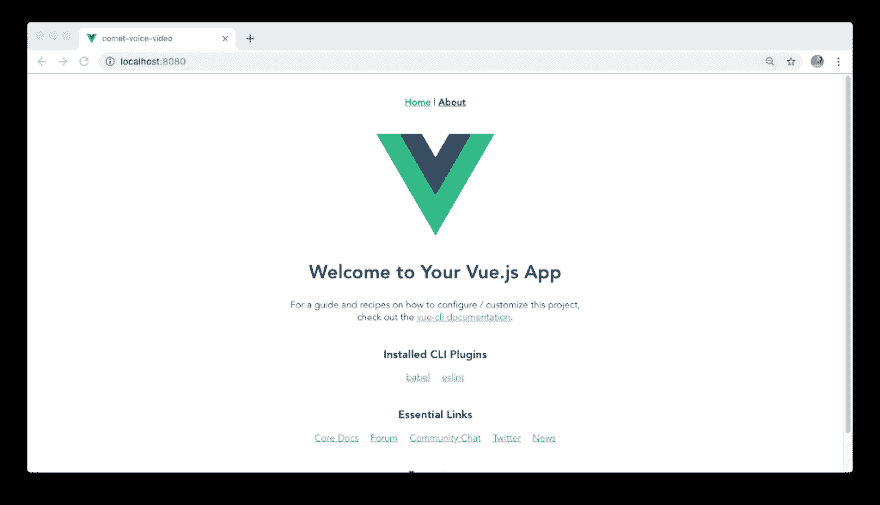 comet-voice-video
localhost:8080
Home | About
Welcome to Your Vue.js App
For a guide and recipes on how to configure / customize this project,
check out the vue-cli documentation.
Installed CLI Plugins
babel eslint
Essential Links
Core Docs Forum Community Chat Twitter News